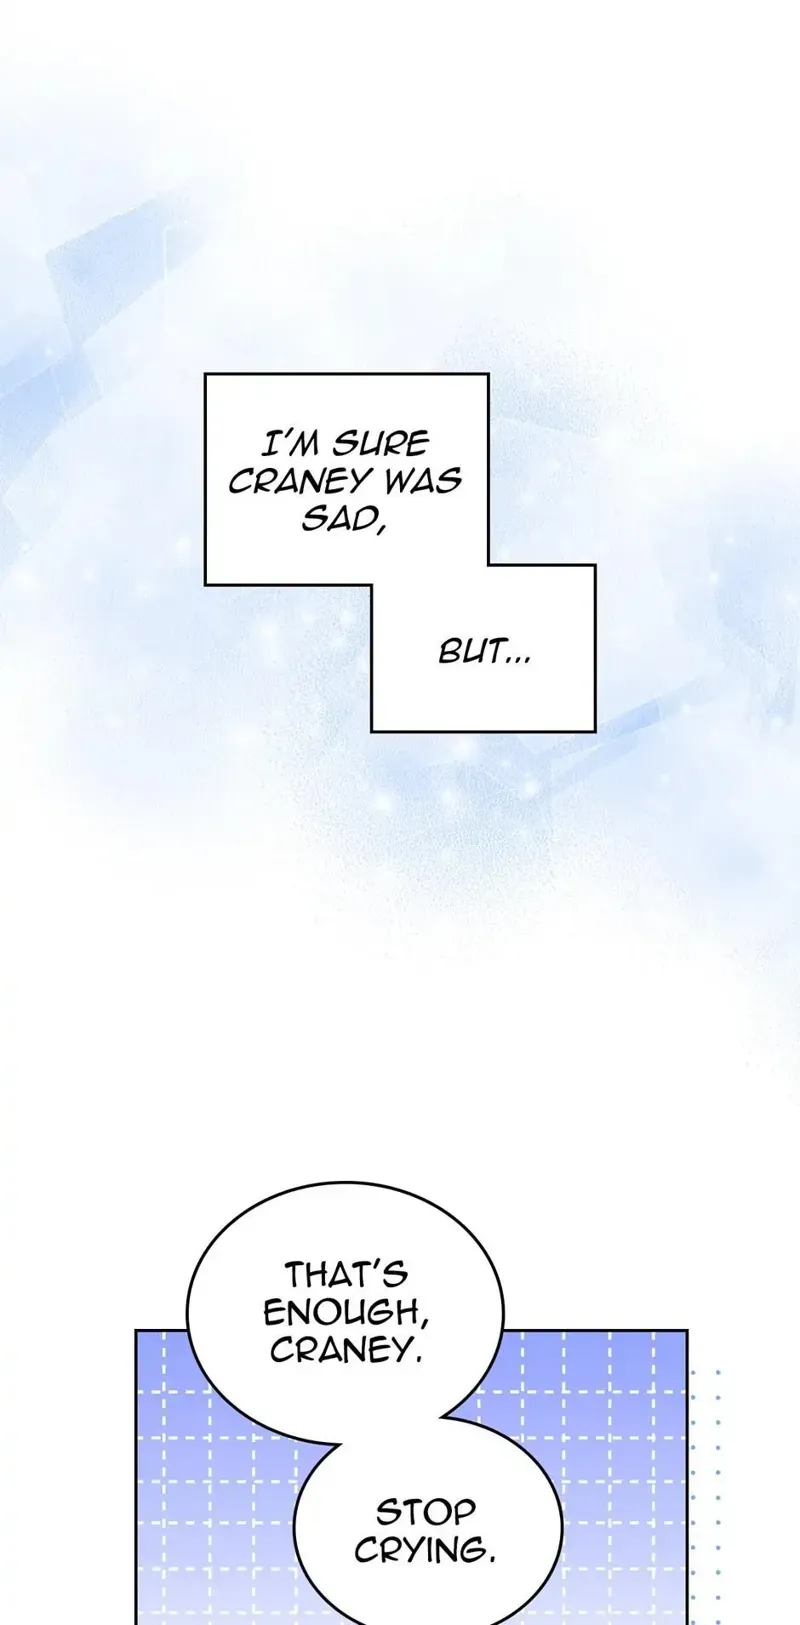 I'M SURE
CRANEY WAS
SAD,
BUT...
THAT'S
ENOUGH,
CRANEY.
STOP
CRYING.